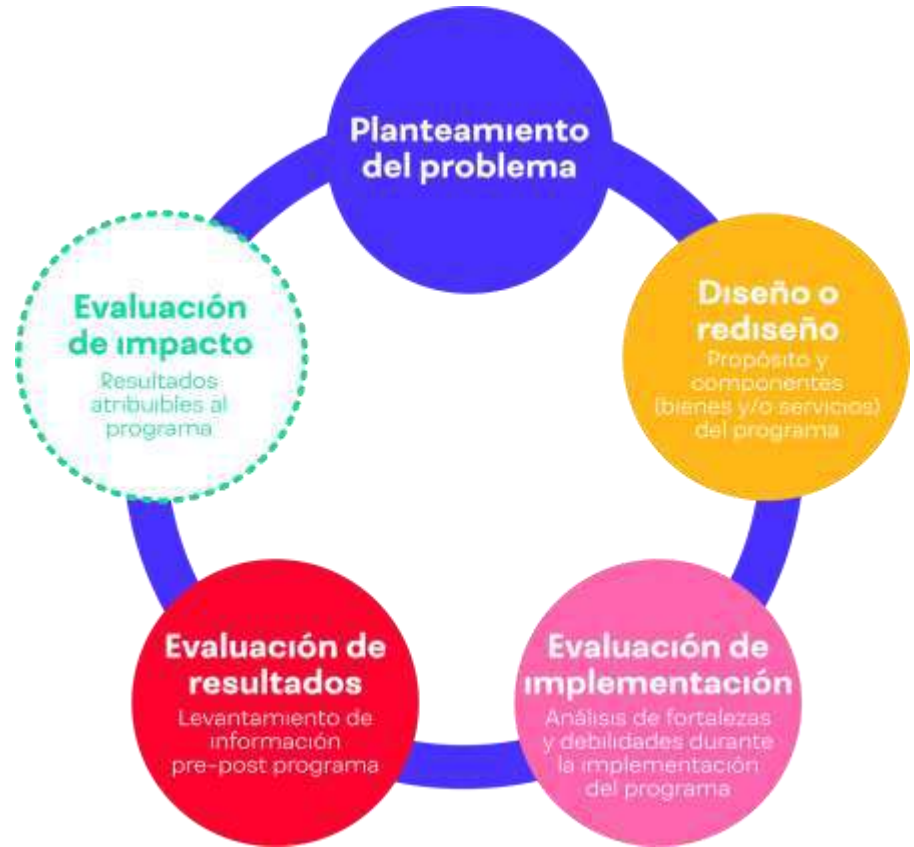 Planteamiento
del problema
Diseño o
rediseño
Propósito y
componentes
(bienes y/o servicios)
del programa
Evaluación de
implementación
Análisis de fortalezas
y debilidades durante
la implementación
del programa
Evaluación de
resultados
Levantamiento de
información
pre-post programa
Evaluación
de impacto
Resultados
atribuibles al
programa